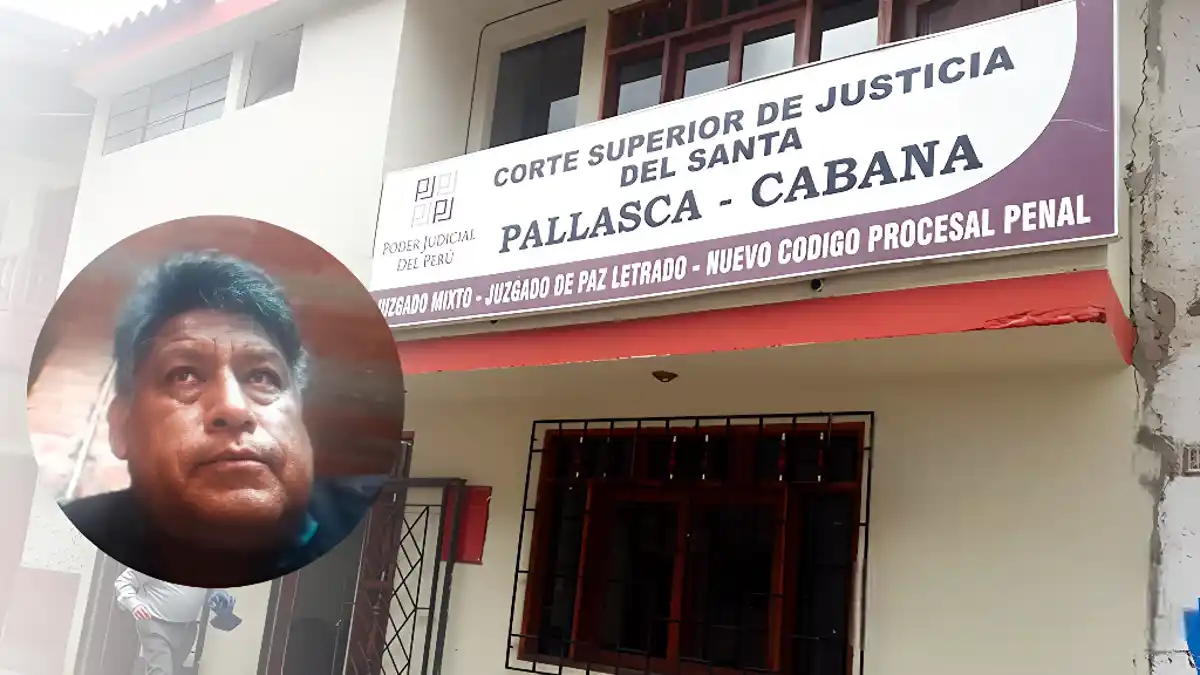 CORTE SUPERIOR DE JUSTICIA
DEL SANTA
PALLASCA - CABANA
PODER JUDICIAL
DEL PERÚ
JUZGADO MIXTO - JUZGADO DE PAZ LETRADO - NUEVO CODIGO PROCESAL PENAL